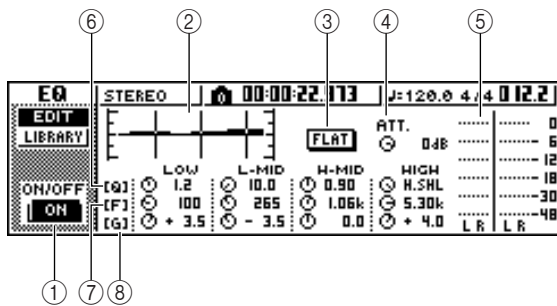 ⑥ ② ③ ④ ⑤
EQ STEREO 00:00:22.973 ♩=120.0 4/4 012.2
EDIT
LIBRARY
FLAT
ATT.
0dB
0
6
12
18
30
48
L R L R
LOW L-MID H-MID HIGH
ON/OFF
ON
[Q] 1.2 10.0 0.90 H.SHL
[F] 100 265 1.06k 5.30k
[G] + 3.5 - 3.5 0.0 + 4.0
① ⑦ ⑧